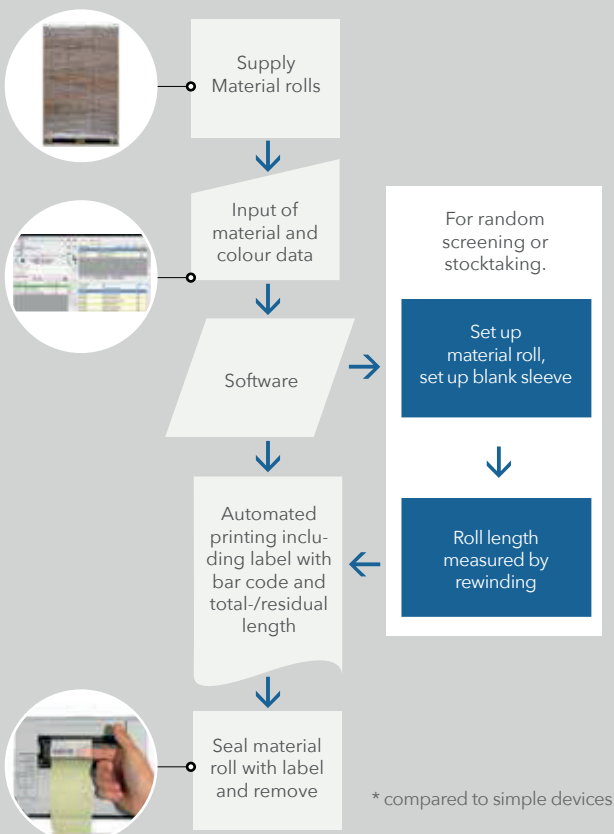 Supply
Material rolls
Input of
material and
colour data
Software
For random
screening or
stocktaking.
Set up
material roll,
set up blank sleeve
Roll length
measured by
rewinding
Automated
printing inclu-
ding label with
bar code and
total-/residual
length
Seal material
roll with label
and remove
* compared to simple devices